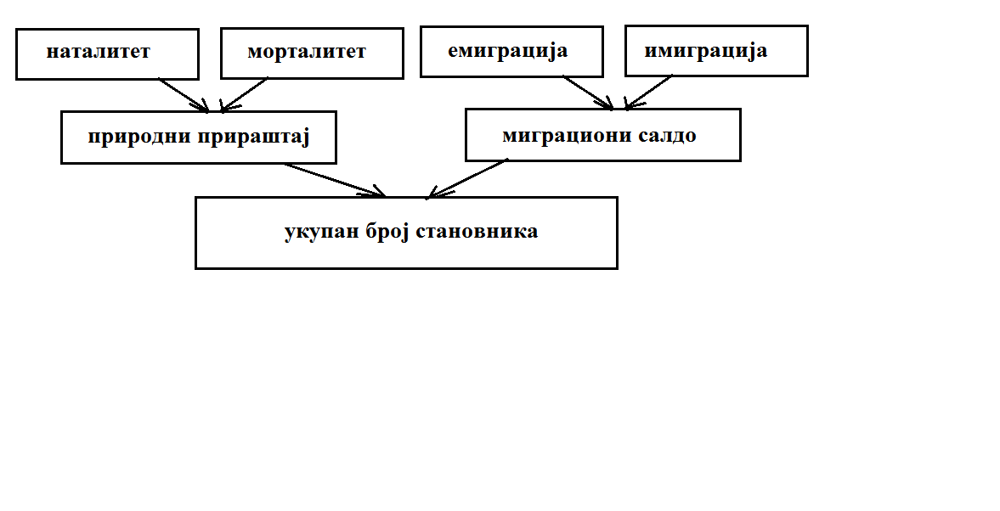 наталитет
морталитет
емиграција
имиграција
природни прираштај
миграциони салдо
укупан број становника